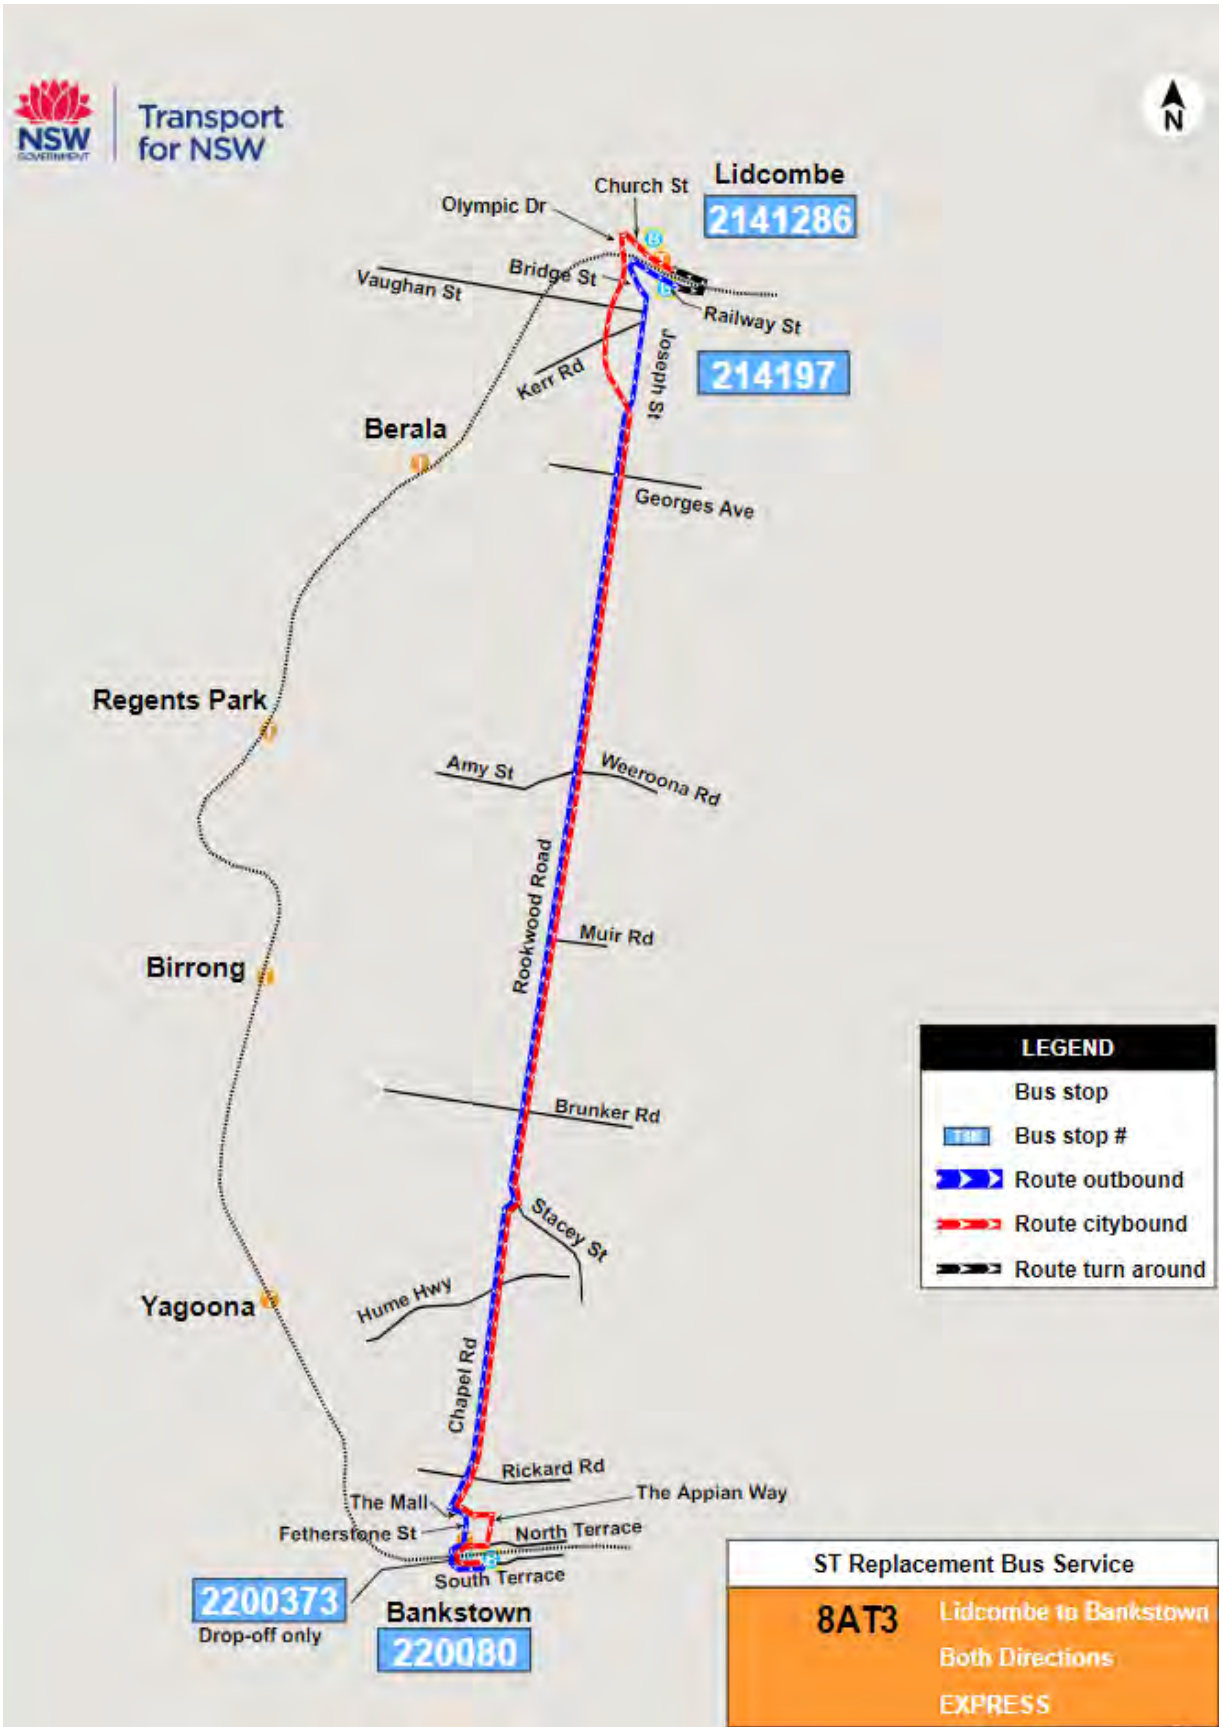 NSW
GOVERNMENT
Transport
for NSW
N
Lidcombe
2141286
Church St
Olympic Dr
Bridge St
Vaughan St
Railway St
Kerr Rd
Joseph St
214197
Berala
Georges Ave
Regents Park
Amy St
Weeroona Rd
Rookwood Road
Muir Rd
Birrong
Brunker Rd
Stacey St
Hume Hwy
Yagoona
Chapel Rd
Rickard Rd
The Mall
The Appian Way
Fetherstone St
North Terrace
South Terrace
2200373
Drop-off only
Bankstown
220080
LEGEND
Bus stop
Bus stop #
Route outbound
Route citybound
Route turn around
ST Replacement Bus Service
8AT3
Lidcombe to Bankstown
Both Directions
EXPRESS